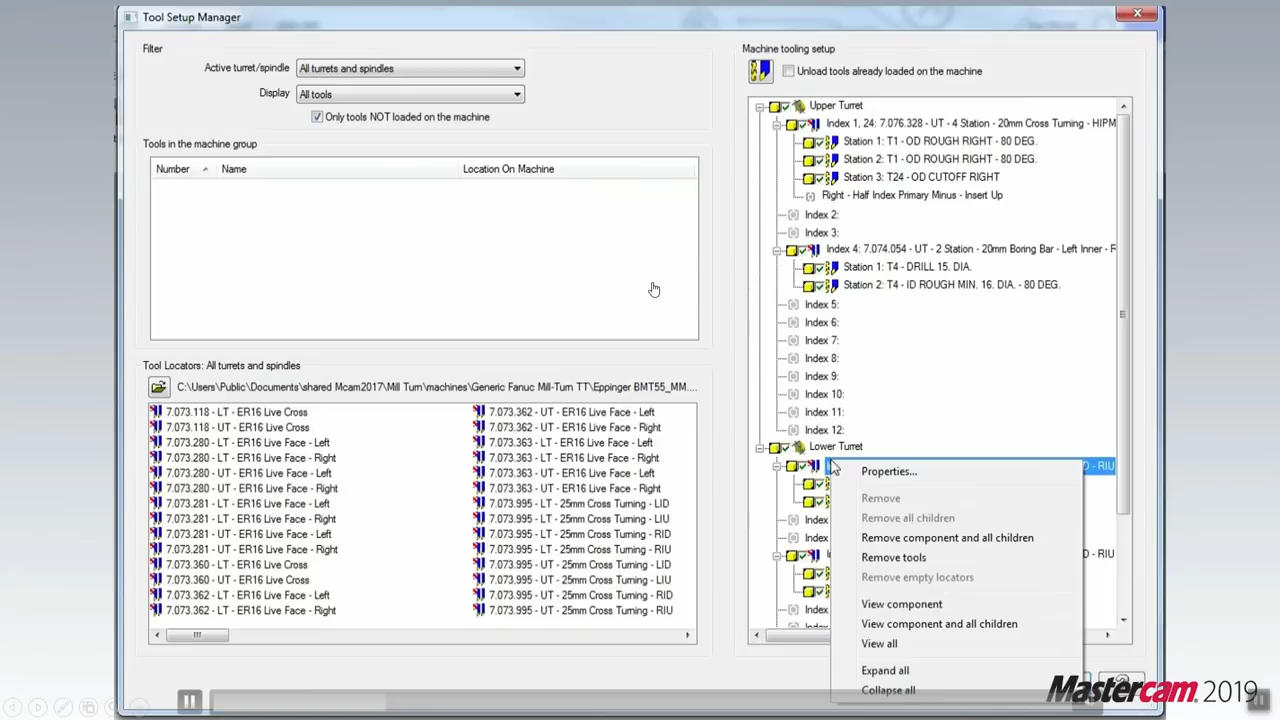 Tool Setup Manager
Filter
Active turret/spindle
All turrets and spindles
Display
All tools
Only tools NOT loaded on the machine
Tools in the machine group
Number
Name
Location On Machine
Tool Locators: All turrets and spindles
C:\Users\Public\Documents\shared Mcam2017\Mill Turn\machines\Generic Fanuc Mill-Turn TT\Eppinger BMT55_MM....
7.073.118 - LT - ER16 Live Cross
7.073.118 - UT - ER16 Live Cross
7.073.280 - LT - ER16 Live Face - Left
7.073.280 - LT - ER16 Live Face - Right
7.073.280 - UT - ER16 Live Face - Left
7.073.280 - UT - ER16 Live Face - Right
7.073.281 - LT - ER16 Live Face - Left
7.073.281 - LT - ER16 Live Face - Right
7.073.281 - UT - ER16 Live Face - Left
7.073.281 - UT - ER16 Live Face - Right
7.073.360 - LT - ER16 Live Cross
7.073.360 - UT - ER16 Live Cross
7.073.362 - LT - ER16 Live Face - Left
7.073.362 - LT - ER16 Live Face - Right
7.073.362 - UT - ER16 Live Face - Left
7.073.362 - UT - ER16 Live Face - Right
7.073.363 - LT - ER16 Live Face - Left
7.073.363 - LT - ER16 Live Face - Right
7.073.363 - UT - ER16 Live Face - Left
7.073.363 - UT - ER16 Live Face - Right
7.073.995 - LT - 25mm Cross Turning - LID
7.073.995 - LT - 25mm Cross Turning - LIU
7.073.995 - LT - 25mm Cross Turning - RID
7.073.995 - LT - 25mm Cross Turning - RIU
7.073.995 - UT - 25mm Cross Turning - LID
7.073.995 - UT - 25mm Cross Turning - LIU
7.073.995 - UT - 25mm Cross Turning - RID
7.073.995 - UT - 25mm Cross Turning - RIU
Machine tooling setup
Unload tools already loaded on the machine
Upper Turret
Index 1, 24: 7.076.328 - UT - 4 Station - 20mm Cross Turning - HIPM
Station 1: T1 - OD ROUGH RIGHT - 80 DEG.
Station 2: T1 - OD ROUGH RIGHT - 80 DEG.
Station 3: T24 - OD CUTOFF RIGHT
Right - Half Index Primary Minus - Insert Up
Index 2:
Index 3:
Index 4: 7.074.054 - UT - 2 Station - 20mm Boring Bar - Left Inner - F
Station 1: T4 - DRILL 15. DIA.
Station 2: T4 - ID ROUGH MIN. 16. DIA. - 80 DEG.
Index 5:
Index 6:
Index 7:
Index 8:
Index 9:
Index 10:
Index 11:
Index 12:
Lower Turret
D - RIU
Index
Index
D - RIU
Index
Properties...
Remove
Remove all children
Remove component and all children
Remove tools
Remove empty locators
View component
View component and all children
View all
Expand all
Collapse all
Mastercam. 2019